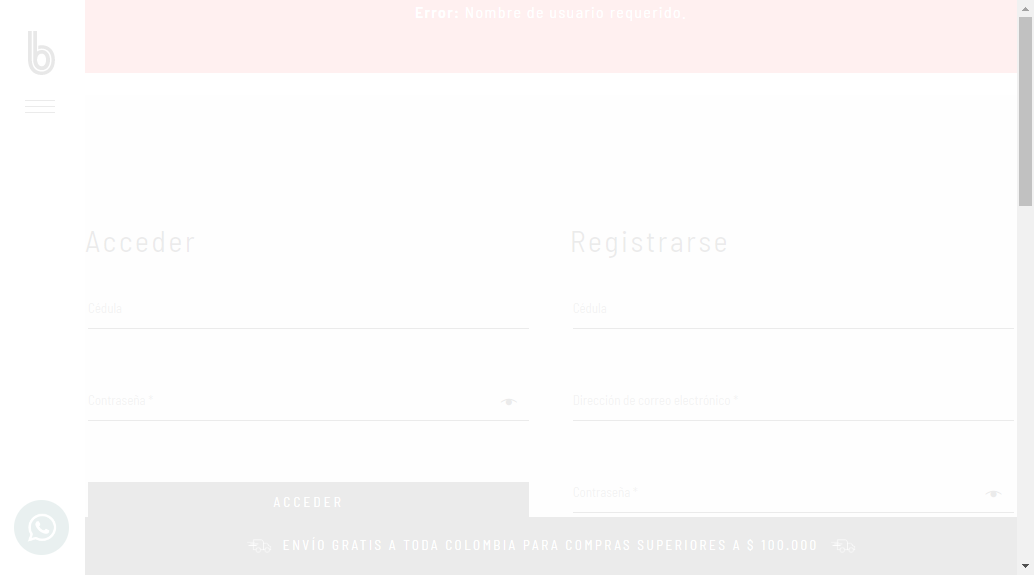 Error: Nombre de usuario requerido.
b
Acceder
Registrarse
Cédula
Cédula
Contraseña *
Dirección de correo electrónico *
ACCEDER
Contraseña *
ENVÍO GRATIS A TODA COLOMBIA PARA COMPRAS SUPERIORES A $ 100.000